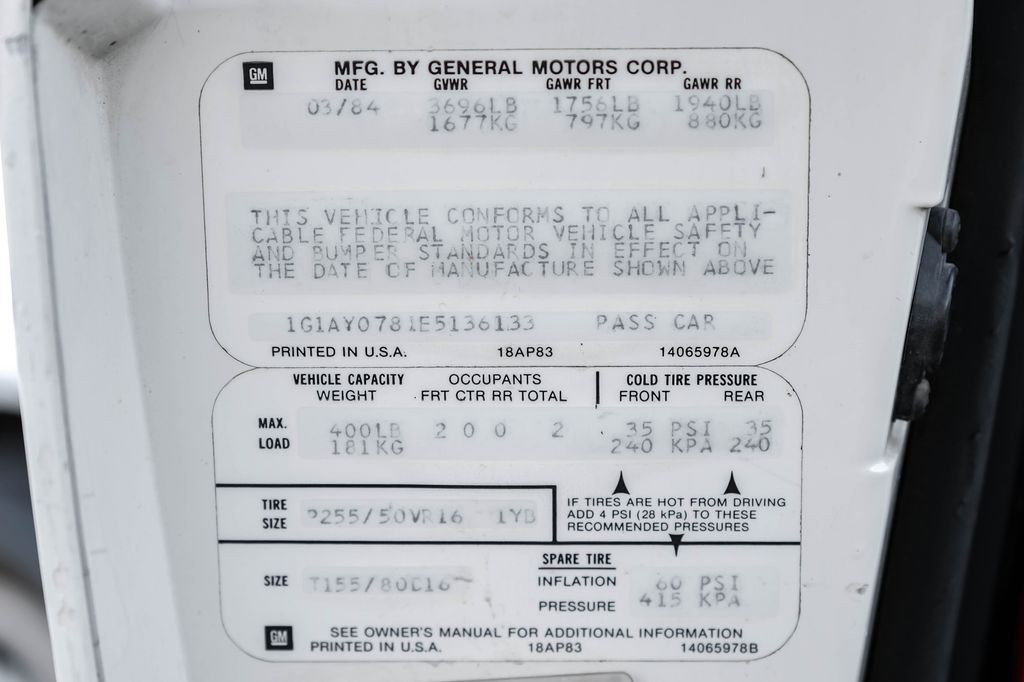 GM
MFG. BY GENERAL MOTORS CORP.
DATE GVWR GAWR FRT GAWR RR
03/84 3696LB 1756LB 1940LB
1677KG 797KG 880KG
THIS VEHICLE CONFORMS TO ALL APPLI-
CABLE FEDERAL MOTOR VEHICLE SAFETY
AND BUMPER STANDARDS IN EFFECT ON
THE DATE OF MANUFACTURE SHOWN ABOVE
1G1AY0781E5136133 PASS CAR
PRINTED IN U.S.A. 18AP83 14065978A
VEHICLE CAPACITY OCCUPANTS COLD TIRE PRESSURE
WEIGHT FRT CTR RR TOTAL FRONT REAR
MAX. LOAD 400LB 2 0 0 2 35 PSI 35
181KG 240 KPA 240
IF TIRES ARE HOT FROM DRIVING
ADD 4 PSI (28 kPa) TO THESE
RECOMMENDED PRESSURES
TIRE SIZE P255/50VR16 1YB
SPARE TIRE
SIZE T155/80D16 INFLATION 60 PSI
PRESSURE 415 KPA
GM
SEE OWNER'S MANUAL FOR ADDITIONAL INFORMATION
PRINTED IN U.S.A. 18AP83 14065978B